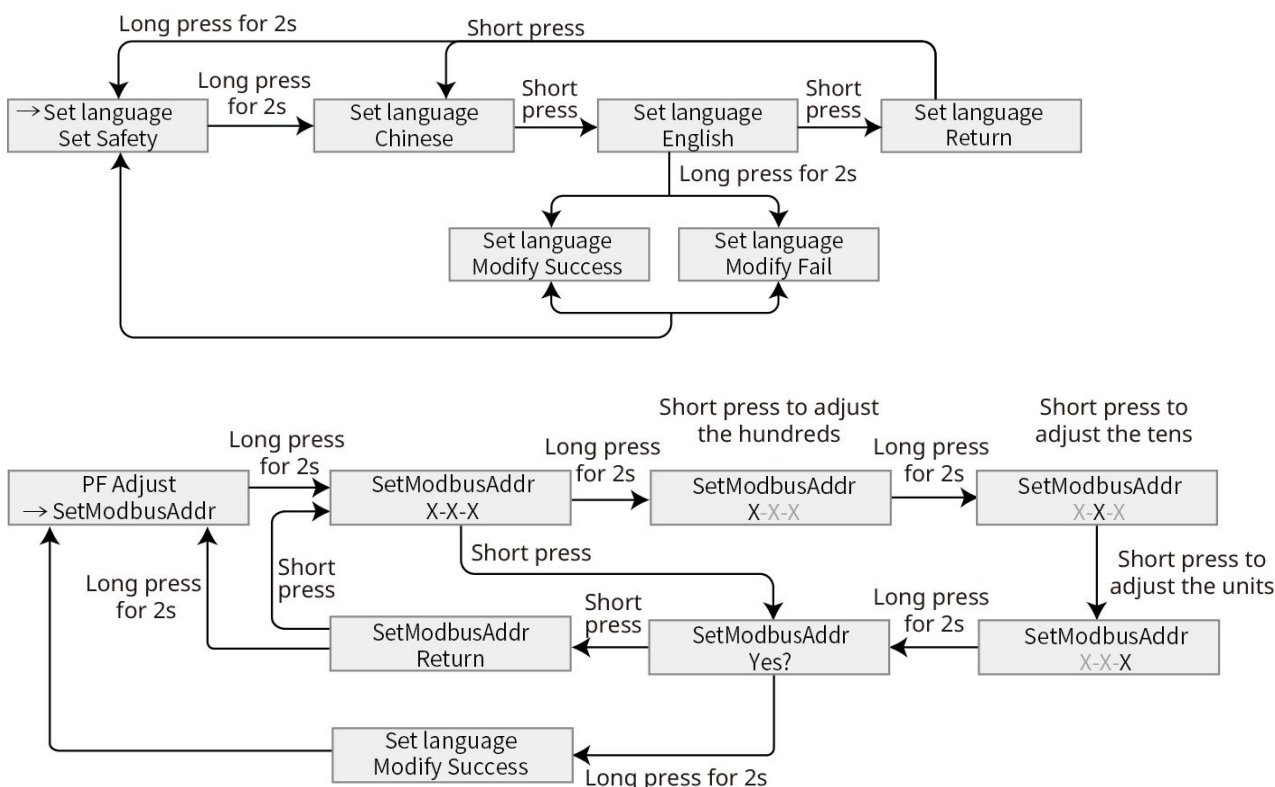 Long press for 2s
Short press
Long press
for 2s
Short
press
Short
press
→Set language
Set Safety
Set language
Chinese
Set language
English
Set language
Return
Long press for 2s
Set language
Modify Success
Set language
Modify Fail
Short press to adjust
the hundreds
Short press to
adjust the tens
Long press
for 2s
Long press
for 2s
Long press
for 2s
PF Adjust
→ SetModbusAddr
SetModbusAddr
X-X-X
SetModbusAddr
X-X-X
SetModbusAddr
X-X-X
Short press
Short press to
adjust the units
Long press
for 2s
Short
press
Short
press
Long press
for 2s
SetModbusAddr
Return
SetModbusAddr
Yes?
SetModbusAddr
X-X-X
Set language
Modify Success
Long press for 2s